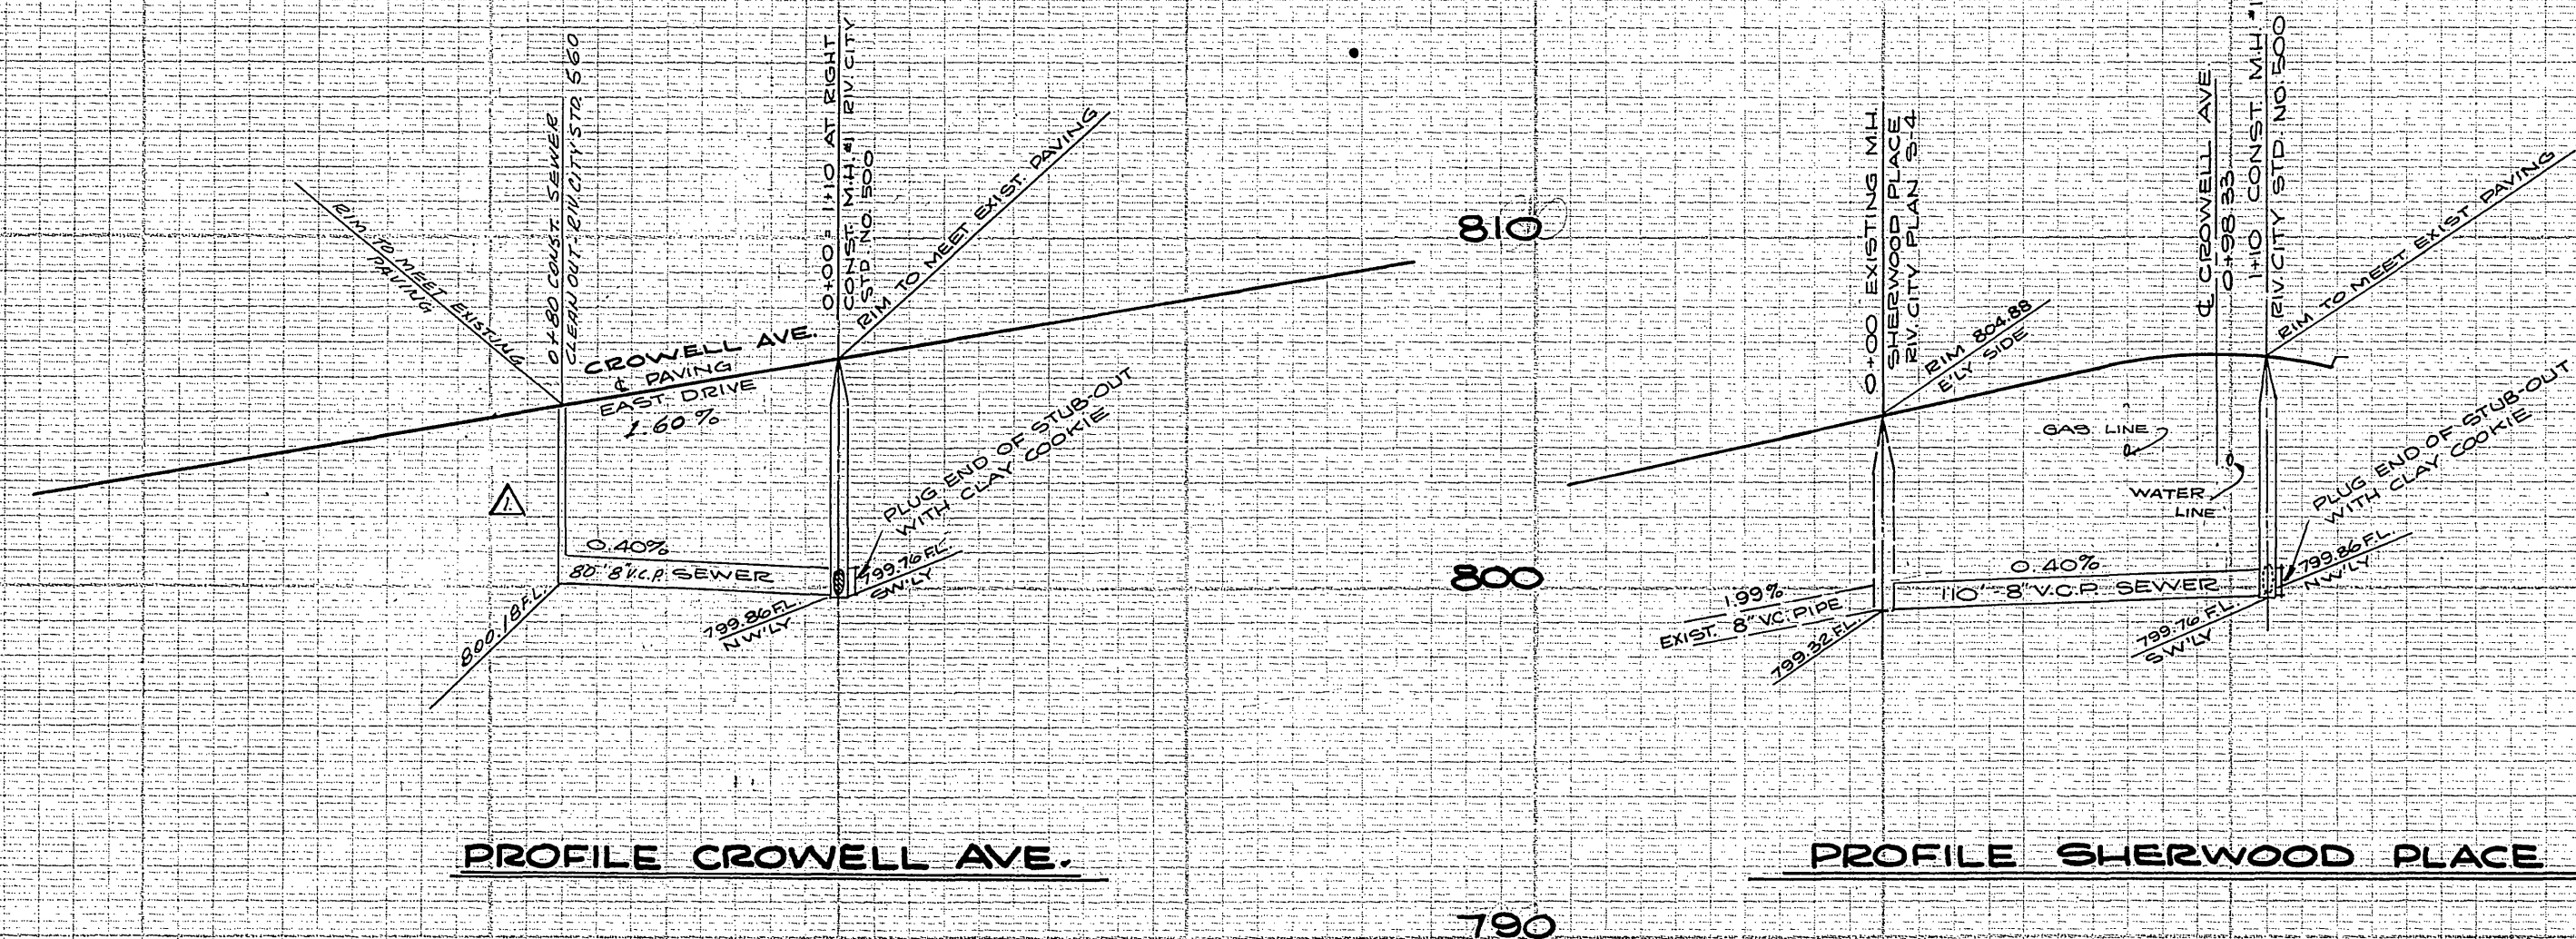 RIM TO MEET EXISTING
PAVING
0+80 CONST. SEWER
CLEAN OUT-RIV. CITY STD. 560
0+00 = 1+10 AT RIGHT
CONST. M.H. #1 RIV CITY
STD NO. 500
RIM TO MEET EXIST. PAVING
CROWELL AVE.
℄ PAVING
EAST DRIVE
1.60%
1.
0.40%
80'8" V.C.P. SEWER
800.18 F.L.
799.86 F.L.
NW'LY
799.76 F.L.
SW'LY
PLUG END OF STUB-OUT
WITH CLAY COOKIE
PROFILE CROWELL AVE.
810
800
790
0+00 EXISTING M.H.
SHERWOOD PLACE
RIV. CITY PLAN S-4
RIM 804.88
E'LY SIDE
℄ CROWELL AVE.
0+98.33
1+10 CONST M.H. #1
RIV. CITY STD. NO. 500
RIM TO MEET EXIST PAVING
GAS LINE
WATER
LINE
PLUG END OF STUB-OUT
WITH CLAY COOKIE
1.99%
EXIST. 8" V.C. PIPE
799.32 F.L.
0.40%
110'-8" V.C.P. SEWER
799.86 F.L.
NW'LY
799.76 F.L.
SW'LY
PROFILE SHERWOOD PLACE